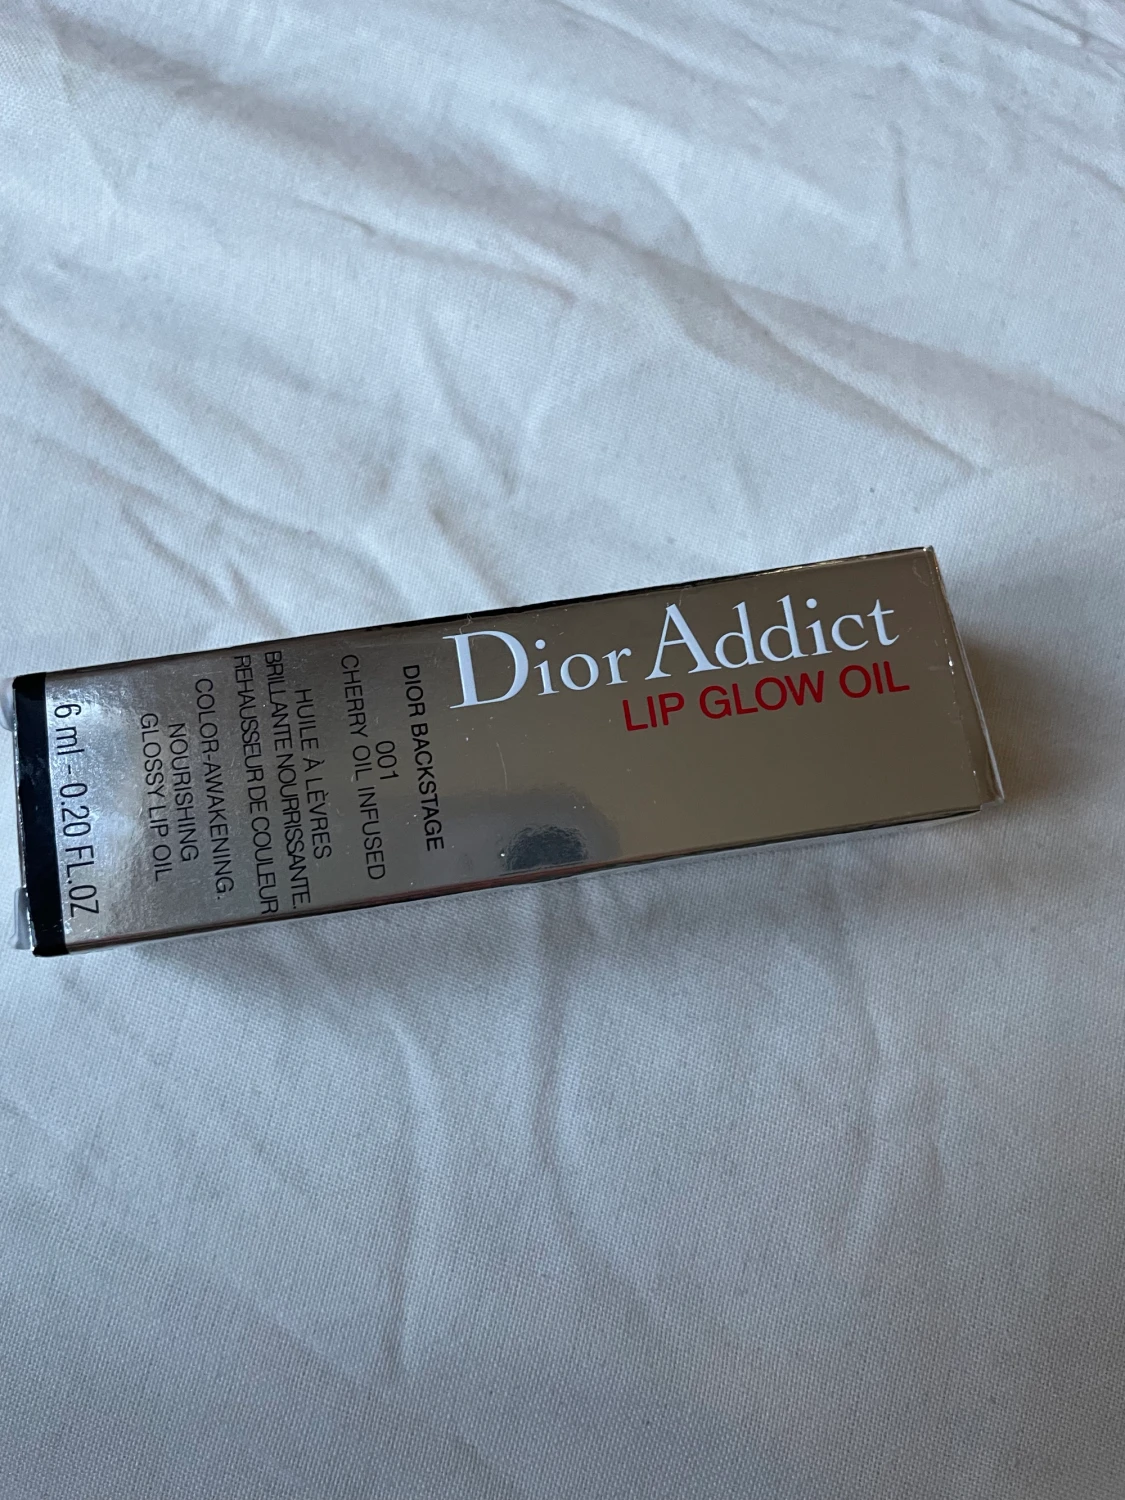 Dior Addict
LIP GLOW OIL
DIOR BACKSTAGE
001
CHERRY OIL INFUSED
HUILE À LÈVRES
BRILLANTE NOURRISSANTE.
REHAUSSEUR DE COULEUR
COLOR-AWAKENING.
NOURISHING
GLOSSY LIP OIL
6 ml - 0.20 FL.OZ